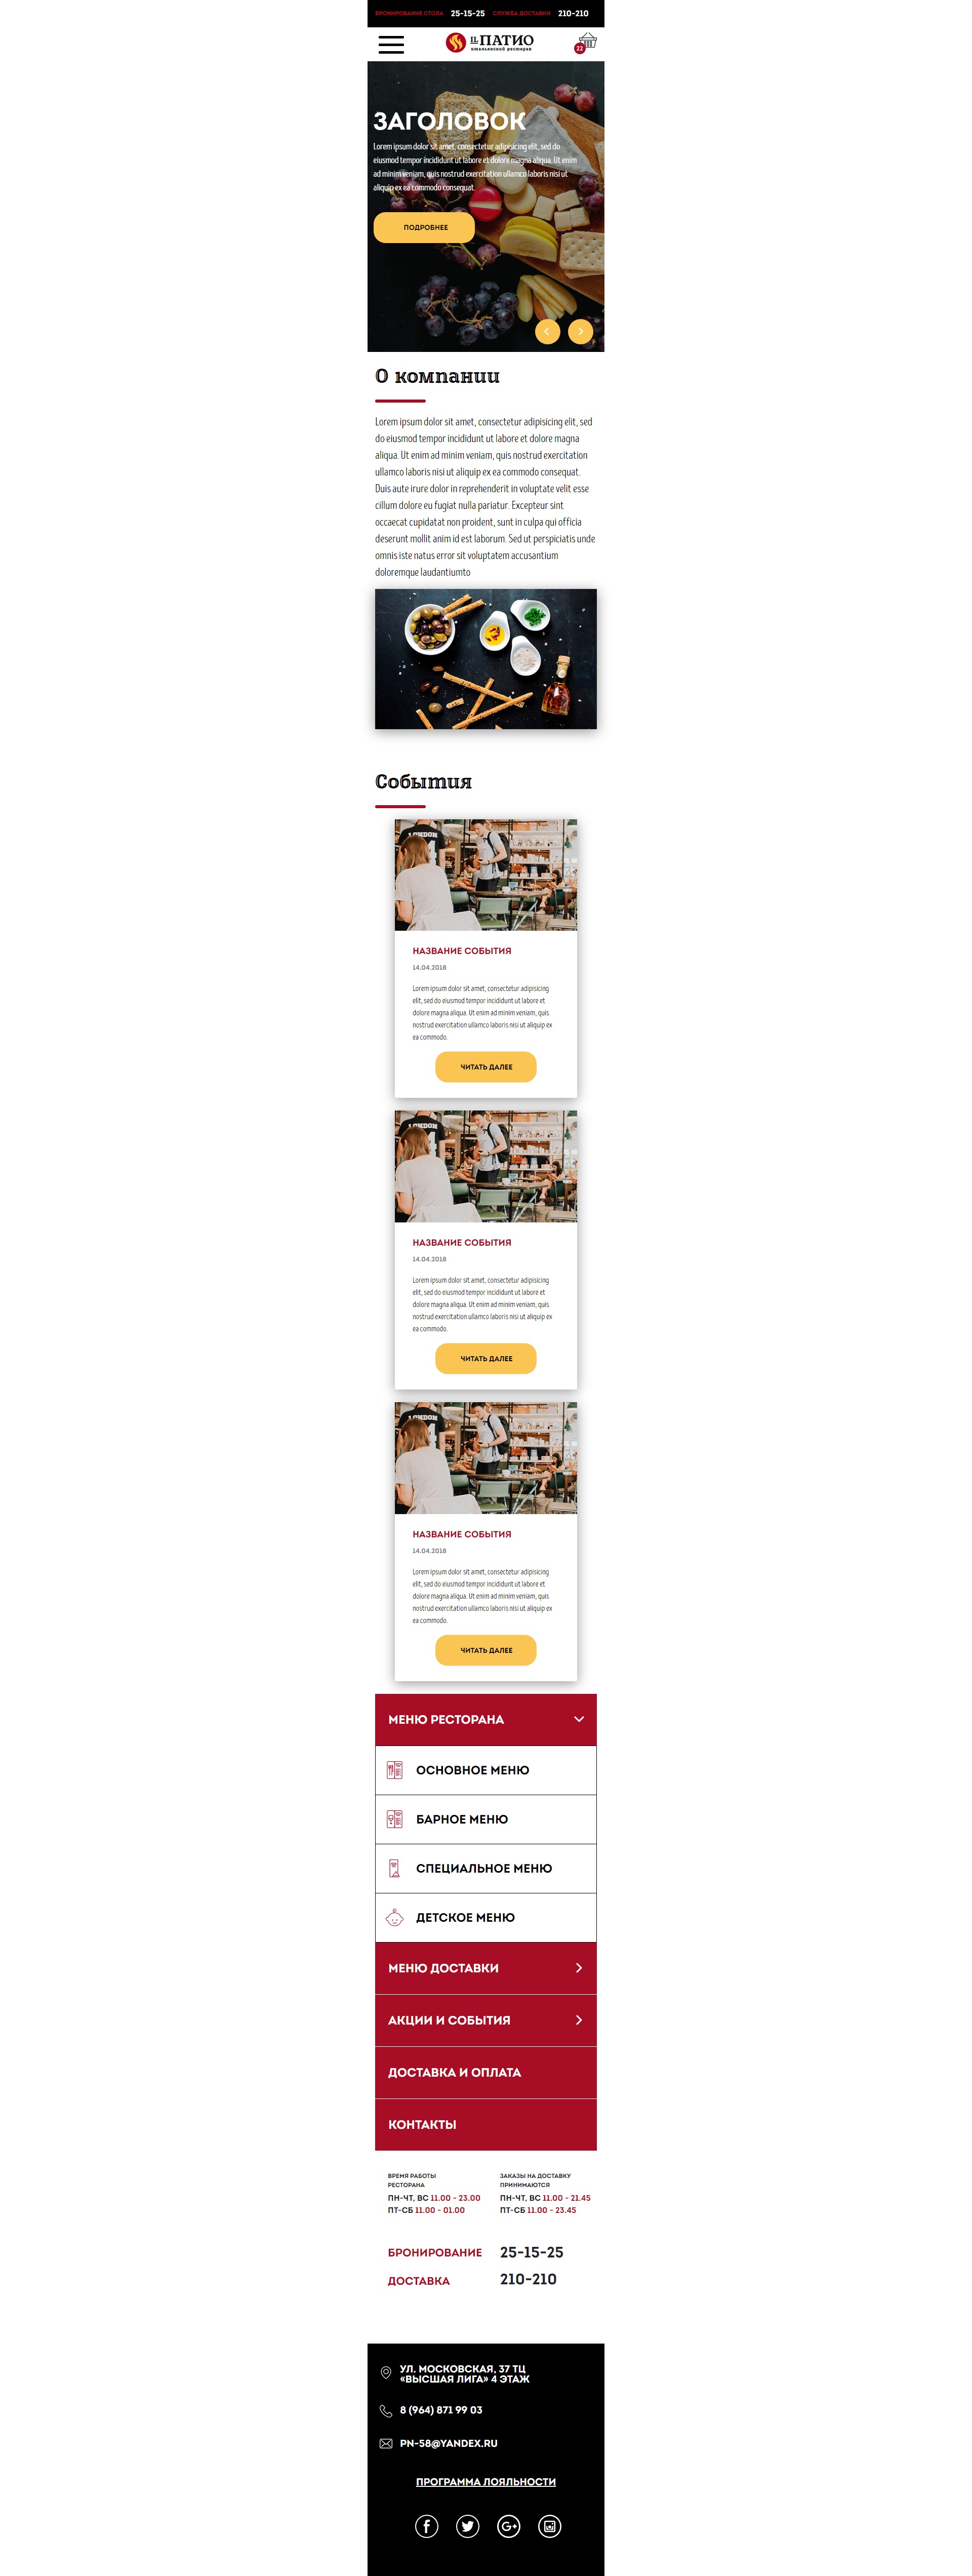 БРОНИРОВАНИЕ СТОЛА 25-15-25 СЛУЖБА ДОСТАВКИ 210-210
IL ПАТИО
итальянский ресторан
22
ЗАГОЛОВОК
Lorem ipsum dolor sit amet, consectetur adipisicing elit, sed do
eiusmod tempor incididunt ut labore et dolore magna aliqua. Ut enim
ad minim veniam, quis nostrud exercitation ullamco laboris nisi ut
aliquip ex ea commodo consequat.
ПОДРОБНЕЕ
О компании
Lorem ipsum dolor sit amet, consectetur adipisicing elit, sed
do eiusmod tempor incididunt ut labore et dolore magna
aliqua. Ut enim ad minim veniam, quis nostrud exercitation
ullamco laboris nisi ut aliquip ex ea commodo consequat.
Duis aute irure dolor in reprehenderit in voluptate velit esse
cillum dolore eu fugiat nulla pariatur. Excepteur sint
occaecat cupidatat non proident, sunt in culpa qui officia
deserunt mollit anim id est laborum. Sed ut perspiciatis unde
omnis iste natus error sit voluptatem accusantium
doloremque laudantiumto
События
LONDON
НАЗВАНИЕ СОБЫТИЯ
14.04.2018
Lorem ipsum dolor sit amet, consectetur adipisicing
elit, sed do eiusmod tempor incididunt ut labore et
dolore magna aliqua. Ut enim ad minim veniam, quis
nostrud exercitation ullamco laboris nisi ut aliquip ex
ea commodo.
ЧИТАТЬ ДАЛЕЕ
LONDON
НАЗВАНИЕ СОБЫТИЯ
14.04.2018
Lorem ipsum dolor sit amet, consectetur adipisicing
elit, sed do eiusmod tempor incididunt ut labore et
dolore magna aliqua. Ut enim ad minim veniam, quis
nostrud exercitation ullamco laboris nisi ut aliquip ex
ea commodo.
ЧИТАТЬ ДАЛЕЕ
LONDON
НАЗВАНИЕ СОБЫТИЯ
14.04.2018
Lorem ipsum dolor sit amet, consectetur adipisicing
elit, sed do eiusmod tempor incididunt ut labore et
dolore magna aliqua. Ut enim ad minim veniam, quis
nostrud exercitation ullamco laboris nisi ut aliquip ex
ea commodo.
ЧИТАТЬ ДАЛЕЕ
МЕНЮ РЕСТОРАНА
ОСНОВНОЕ МЕНЮ
БАРНОЕ МЕНЮ
СПЕЦИАЛЬНОЕ МЕНЮ
ДЕТСКОЕ МЕНЮ
МЕНЮ ДОСТАВКИ
АКЦИИ И СОБЫТИЯ
ДОСТАВКА И ОПЛАТА
КОНТАКТЫ
ВРЕМЯ РАБОТЫ
РЕСТОРАНА
ПН-ЧТ, ВС 11.00 - 23.00
ПТ-СБ 11.00 - 01.00
ЗАКАЗЫ НА ДОСТАВКУ
ПРИНИМАЮТСЯ
ПН-ЧТ, ВС 11.00 - 21.45
ПТ-СБ 11.00 - 23.45
БРОНИРОВАНИЕ 25-15-25
ДОСТАВКА 210-210
УЛ. МОСКОВСКАЯ, 37 ТЦ
«ВЫСШАЯ ЛИГА» 4 ЭТАЖ
8 (964) 871 99 03
PN-58@YANDEX.RU
ПРОГРАММА ЛОЯЛЬНОСТИ